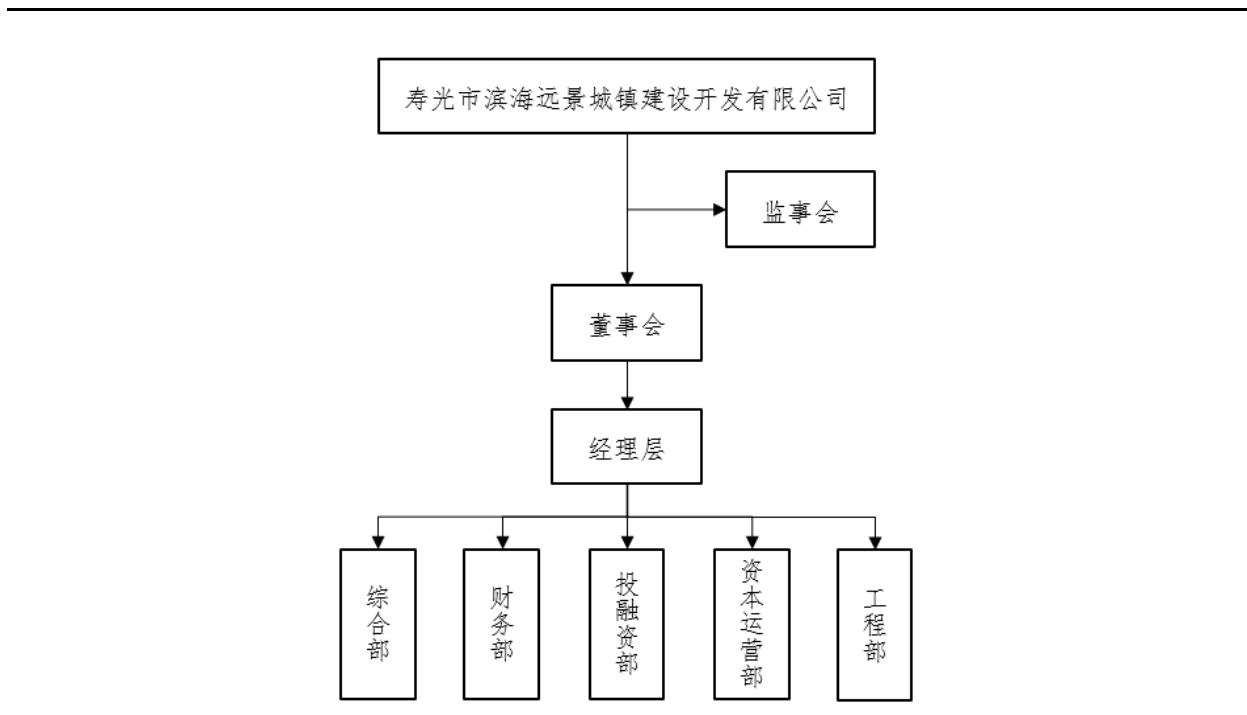 寿光市滨海远景城镇建设开发有限公司
监事会
董事会
经理层
综合部
财务部
投融资部
资本运营部
工程部